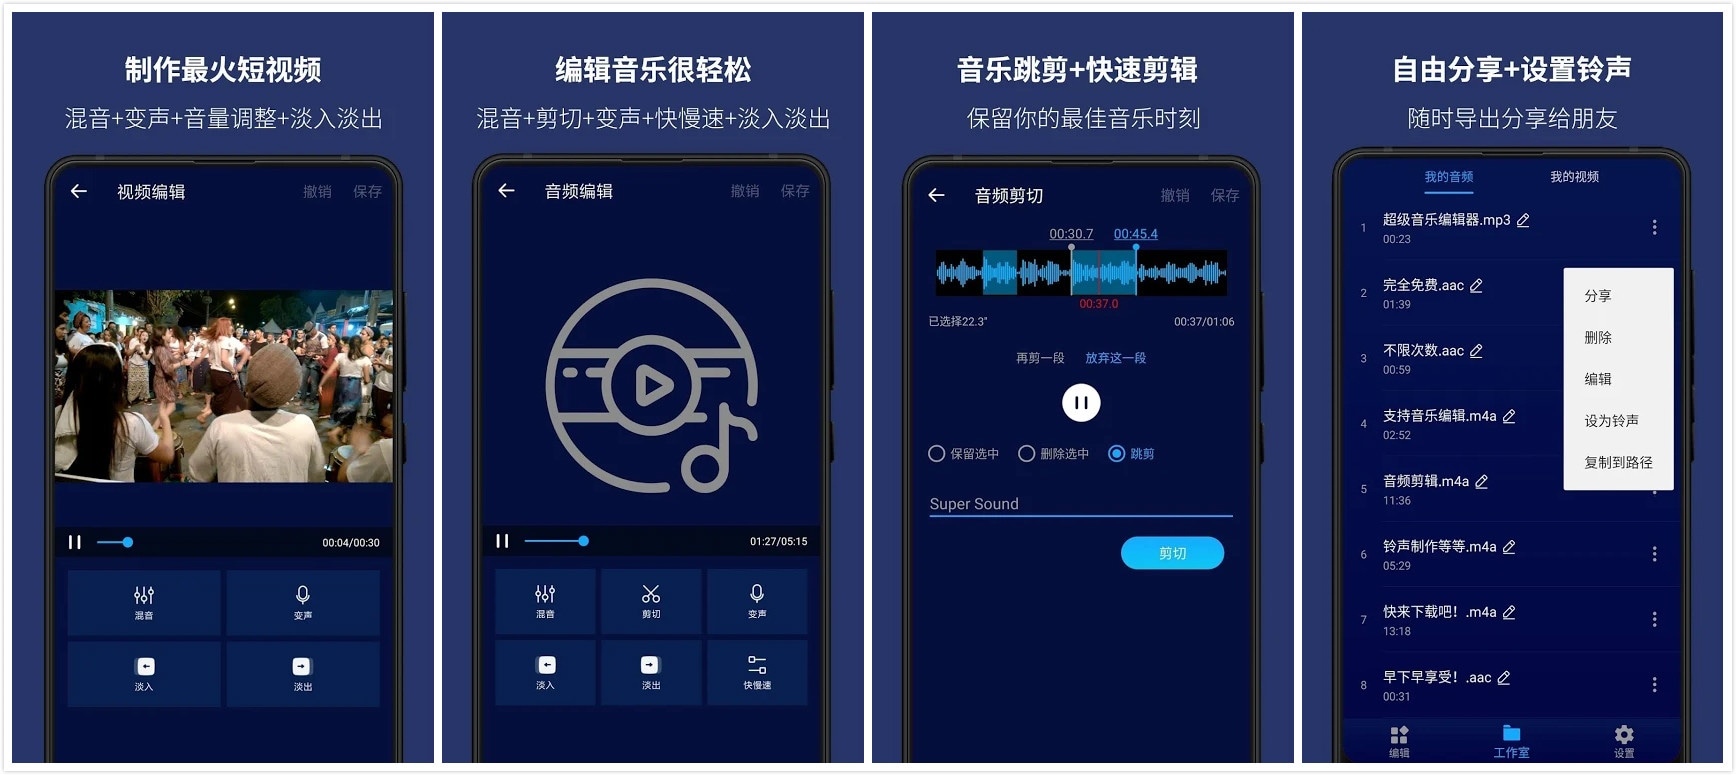 制作最火短视频
混音+变声+音量调整+淡入淡出
视频编辑
撤销
保存
00:04/00:30
混音
变声
淡入
淡出
编辑音乐很轻松
混音+剪切+变声+快慢速+淡入淡出
音频编辑
撤销
保存
01:27/05:15
混音
剪切
变声
淡入
淡出
快慢速
音乐跳剪+快速剪辑
保留你的最佳音乐时刻
音频剪切
撤销
保存
00:30.7
00:45.4
00:37.0
已选择22.3"
00:37/01:06
再剪一段
放弃这一段
保留选中
删除选中
跳剪
Super Sound
剪切
自由分享+设置铃声
随时导出分享给朋友
我的音频
我的视频
1
超级音乐编辑器.mp3
00:23
2
完全免费.aac
01:39
3
不限次数.aac
00:59
4
支持音乐编辑.m4a
02:52
5
音频剪辑.m4a
11:36
6
铃声制作等等.m4a
05:29
7
快来下载吧！.m4a
13:18
8
早下早享受！.aac
00:31
分享
删除
编辑
设为铃声
复制到路径
编辑
工作室
设置